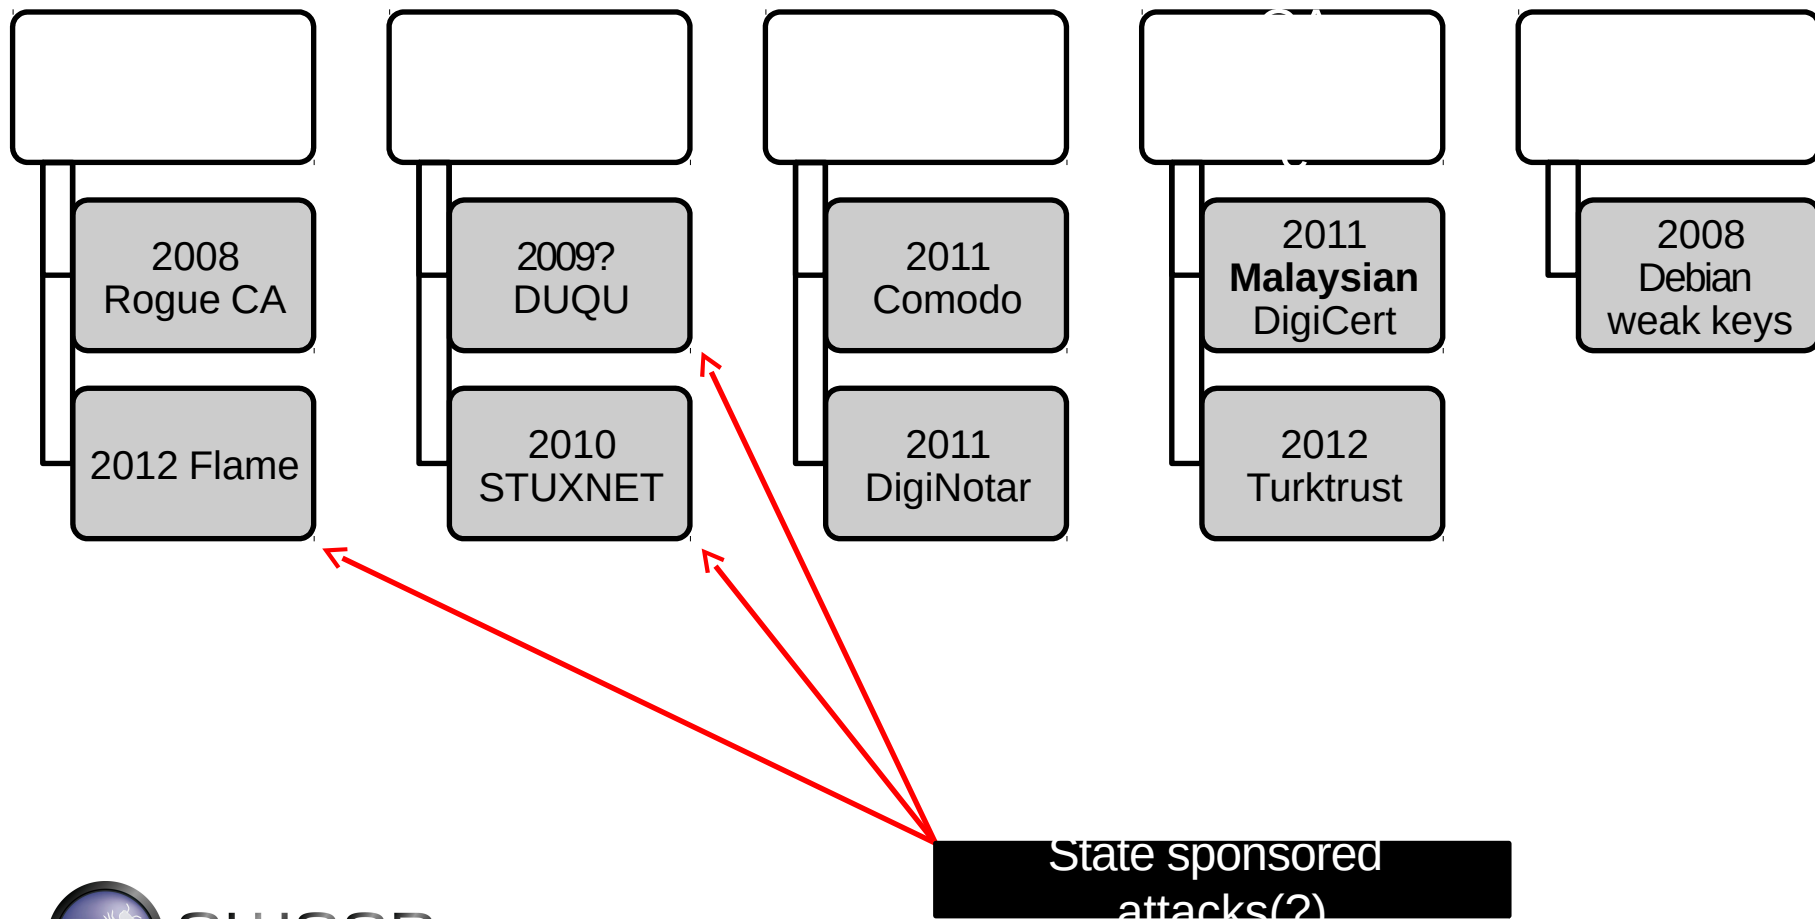 2008
Rogue CA
2012 Flame
2009?
DUQU
2010
STUXNET
2011
Comodo
2011
DigiNotar
2011
Malaysian
DigiCert
2012
Turktrust
2008
Debian
weak keys
State sponsored
attacks(?)